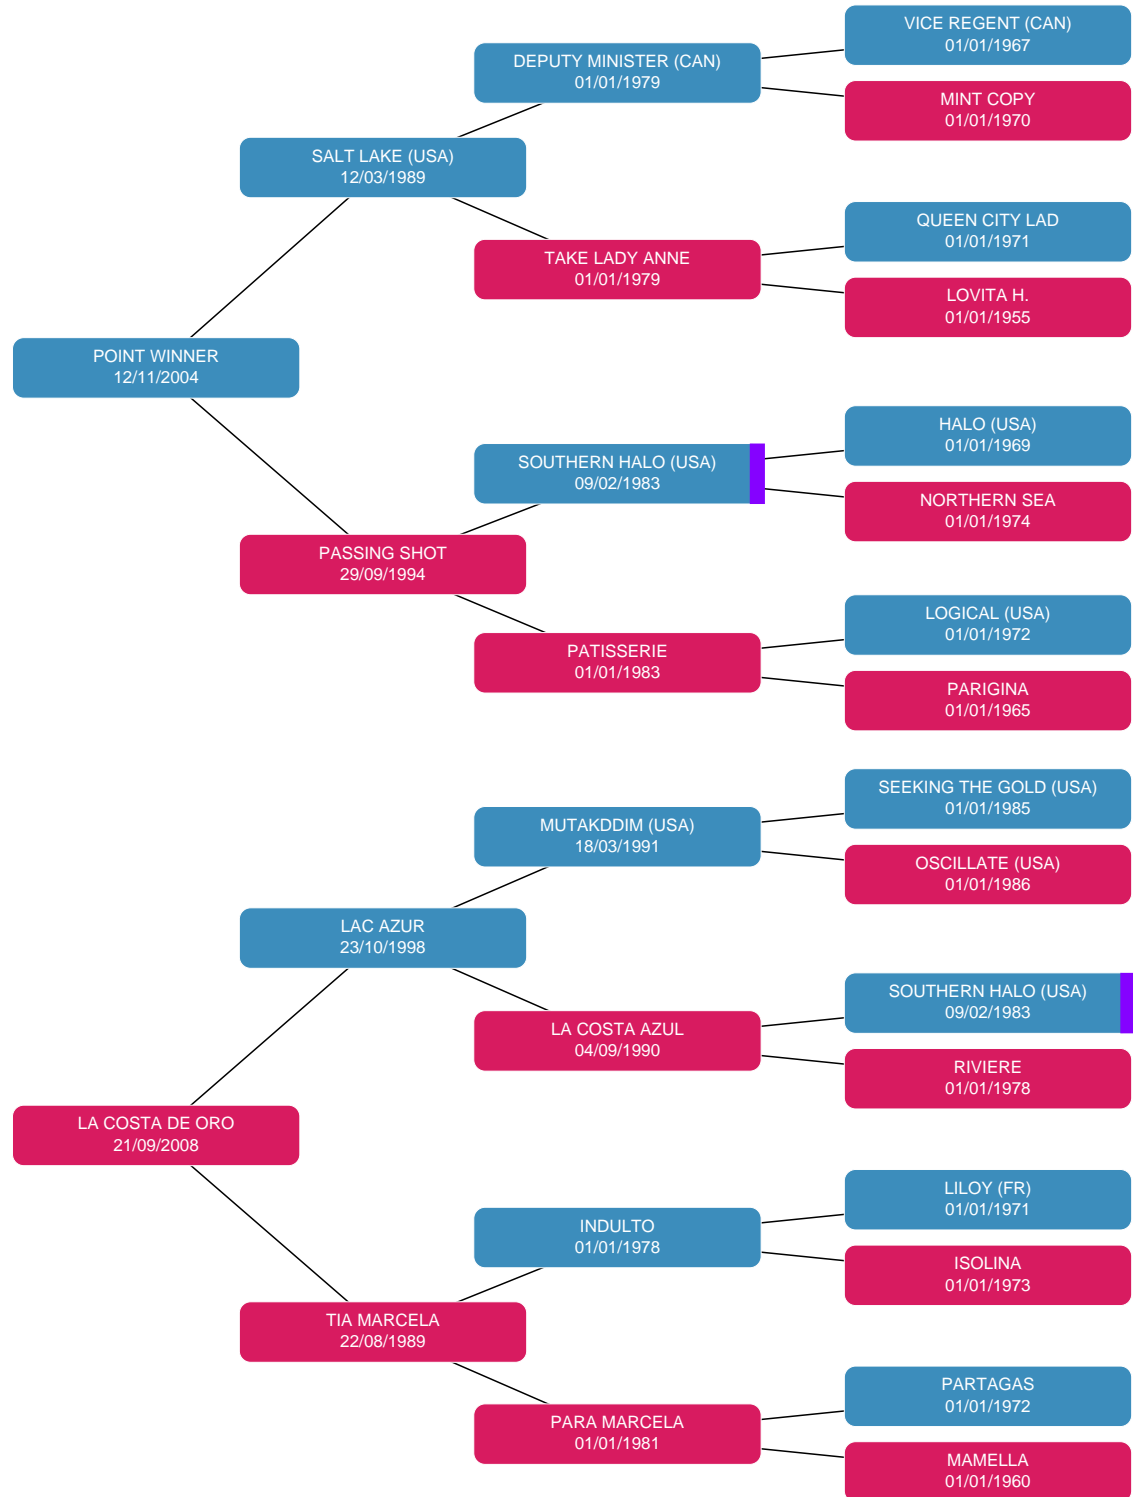 VICE REGENT (CAN)
01/01/1967
DEPUTY MINISTER (CAN)
01/01/1979
MINT COPY
01/01/1970
SALT LAKE (USA)
12/03/1989
QUEEN CITY LAD
01/01/1971
TAKE LADY ANNE
01/01/1979
LOVITA H.
01/01/1955
POINT WINNER
12/11/2004
HALO (USA)
01/01/1969
SOUTHERN HALO (USA)
09/02/1983
NORTHERN SEA
01/01/1974
PASSING SHOT
29/09/1994
LOGICAL (USA)
01/01/1972
PATISSERIE
01/01/1983
PARIGINA
01/01/1965
SEEKING THE GOLD (USA)
01/01/1985
MUTAKDDIM (USA)
18/03/1991
OSCILLATE (USA)
01/01/1986
LAC AZUR
23/10/1998
SOUTHERN HALO (USA)
09/02/1983
LA COSTA AZUL
04/09/1990
RIVIERE
01/01/1978
LA COSTA DE ORO
21/09/2008
LILOY (FR)
01/01/1971
INDULTO
01/01/1978
ISOLINA
01/01/1973
TIA MARCELA
22/08/1989
PARTAGAS
01/01/1972
PARA MARCELA
01/01/1981
MAMELLA
01/01/1960